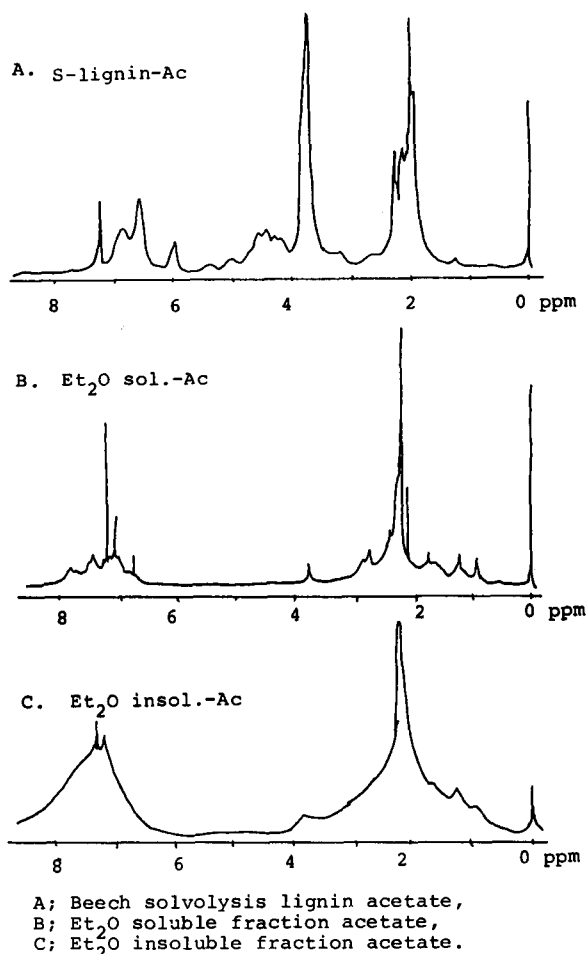 A. S-lignin-Ac
8 6 4 2 0 ppm
B. Et₂O sol.-Ac
8 6 4 2 0 ppm
C. Et₂O insol.-Ac
8 6 4 2 0 ppm
A; Beech solvolysis lignin acetate,
B; Et₂O soluble fraction acetate,
C; Et₂O insoluble fraction acetate.